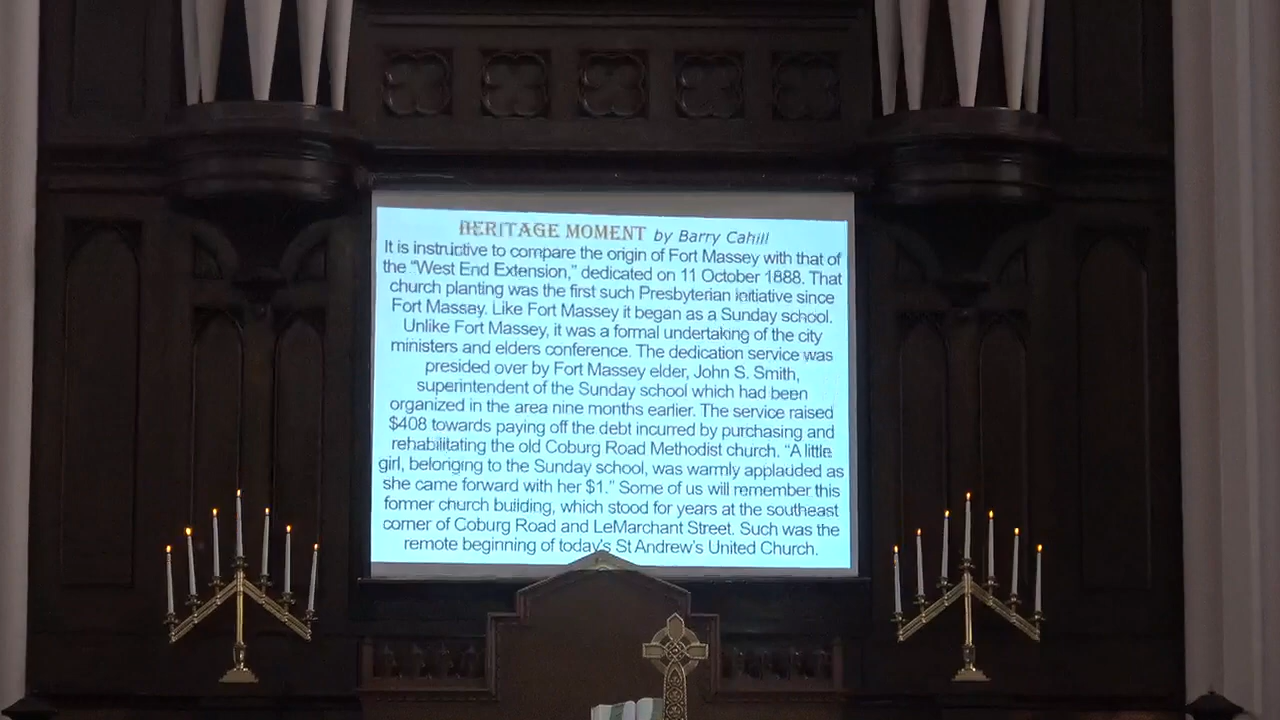 HERITAGE MOMENT by Barry Cahill
It is instructive to compare the origin of Fort Massey with that of
the "West End Extension," dedicated on 11 October 1888. That
church planting was the first such Presbyterian initiative since
Fort Massey. Like Fort Massey it began as a Sunday school.
Unlike Fort Massey, it was a formal undertaking of the city
ministers and elders conference. The dedication service was
presided over by Fort Massey elder, John S. Smith,
superintendent of the Sunday school which had been
organized in the area nine months earlier. The service raised
$408 towards paying off the debt incurred by purchasing and
rehabilitating the old Coburg Road Methodist church. "A little
girl, belonging to the Sunday school, was warmly applauded as
she came forward with her $1." Some of us will remember this
former church building, which stood for years at the southeast
corner of Coburg Road and LeMarchant Street. Such was the
remote beginning of today's St Andrew's United Church.